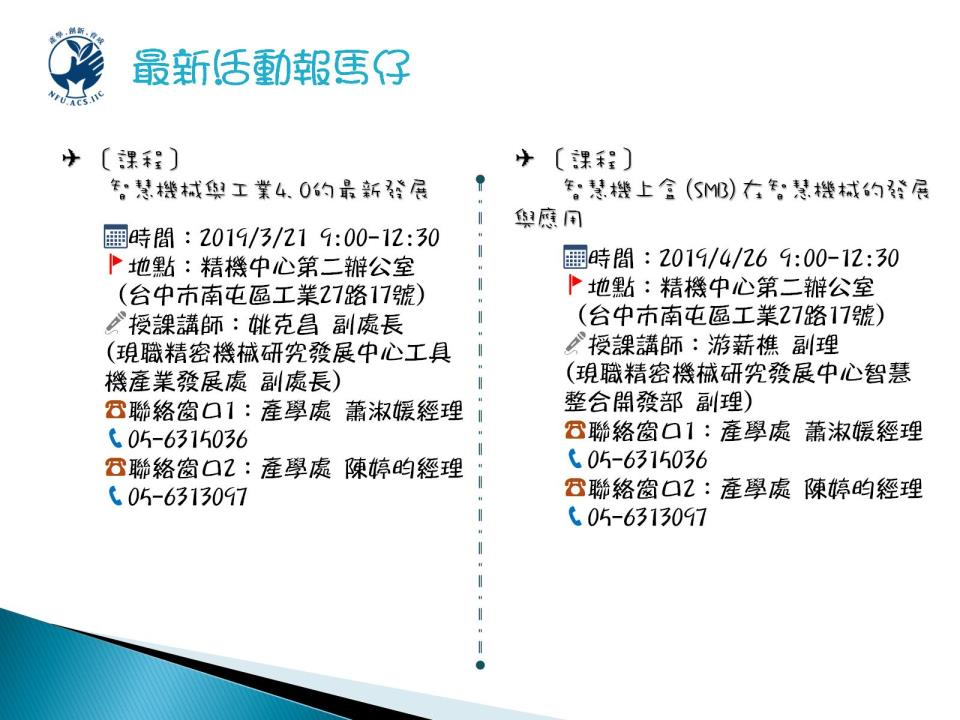 產學.創新.育成
NFU.ACS.IIC
最新活動報馬仔
✈ [課程]
智慧機械與工業4.0的最新發展
時間：2019/3/21 9:00-12:30
地點：精機中心第二辦公室
(台中市南屯區工業27路17號)
授課講師：姚克昌 副處長
(現職精密機械研究發展中心工具
機產業發展處 副處長)
聯絡窗口1：產學處 蕭淑媛經理
05-6315036
聯絡窗口2：產學處 陳婷昀經理
05-6313097
✈ [課程]
智慧機上盒(SMB)在智慧機械的發展
與應用
時間：2019/4/26 9:00-12:30
地點：精機中心第二辦公室
(台中市南屯區工業27路17號)
授課講師：游薪樵 副理
(現職精密機械研究發展中心智慧
整合開發部 副理)
聯絡窗口1：產學處 蕭淑媛經理
05-6315036
聯絡窗口2：產學處 陳婷昀經理
05-6313097